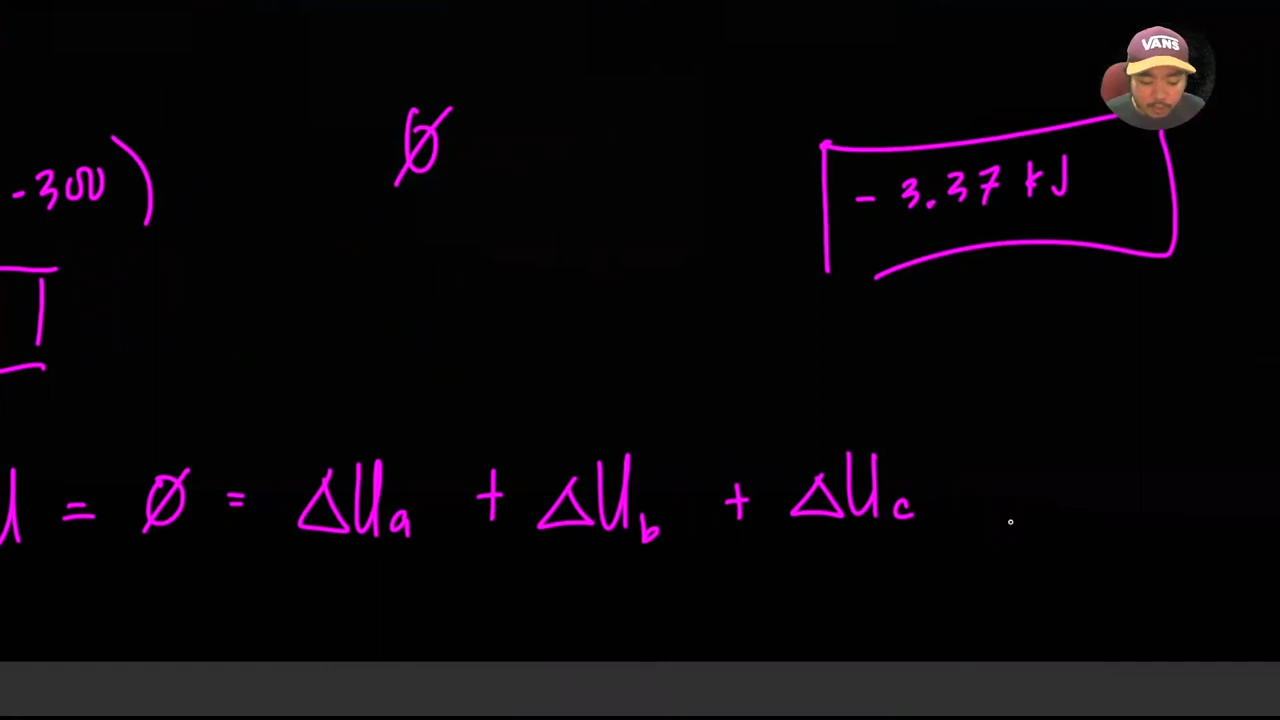 VANS
∅
- 3.37 kJ
-300)
U = ∅ = ΔUa + ΔUb + ΔUc